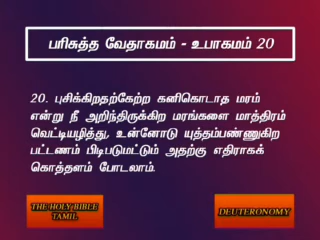 பரிசுத்த வேதாகமம் - உபாகமம் 20
20. புசிக்கிறதற்கேற்ற கனிகொடாத மரம்
என்று நீ அறிந்திருக்கிற மரங்களை மாத்திரம்
வெட்டியழித்து, உன்னோடு யுத்தம்பண்ணுகிற
பட்டணம் பிடிபடுமட்டும் அதற்கு எதிராகக்
கொத்தளம் போடலாம்.
THE HOLY BIBLE
TAMIL
DEUTERONOMY